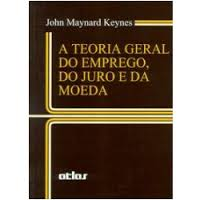 John Maynard Keynes
A TEORIA GERAL
DO EMPREGO,
DO JURO E DA
MOEDA
atlas